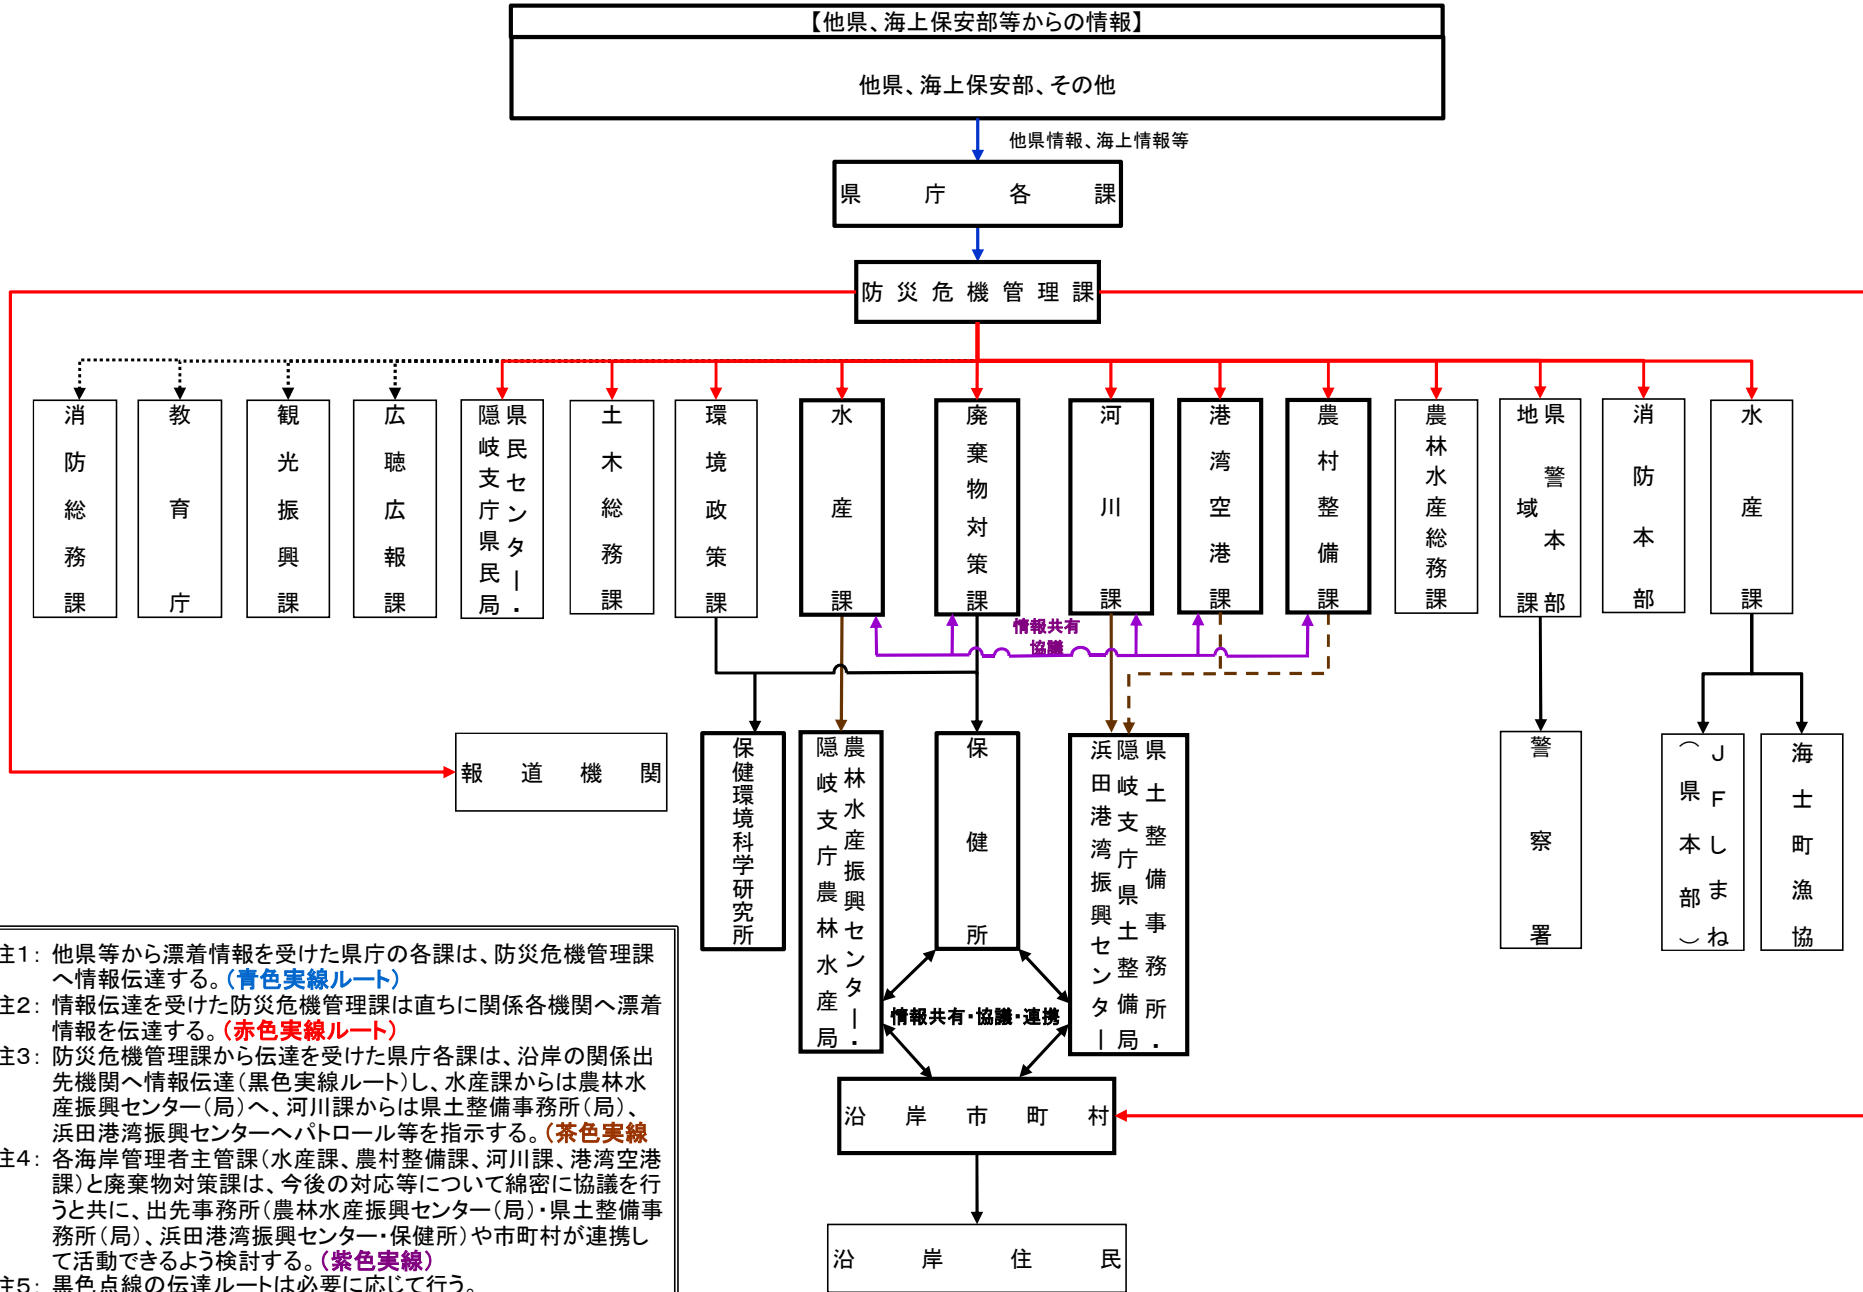 【他県、海上保安部等からの情報】
他県、海上保安部、その他
他県情報、海上情報等
県庁各課
防災危機管理課
消防総務課
教育庁
観光振興課
広聴広報課
県民センター・
隠岐支庁県民局
土木総務課
環境政策課
水産課
廃棄物対策課
河川課
港湾空港課
農村整備課
農林水産総務課
県警本部
地域課
消防本部
水産課
情報共有
協議
報道機関
保健環境科学研究所
農林水産振興センター・
隠岐支庁農林水産局
保健所
県土整備事務所・
隠岐支庁県土整備局
浜田港湾振興センター
警察署
JFしまね
（県本部）
海士町漁協
情報共有・協議・連携
沿岸市町村
沿岸住民
注1：他県等から漂着情報を受けた県庁の各課は、防災危機管理課
へ情報伝達する。（青色実線ルート）
注2：情報伝達を受けた防災危機管理課は直ちに関係各機関へ漂着
情報を伝達する。（赤色実線ルート）
注3：防災危機管理課から伝達を受けた県庁各課は、沿岸の関係出
先機関へ情報伝達（黒色実線ルート）し、水産課からは農林水
産振興センター（局）へ、河川課からは県土整備事務所（局）、
浜田港湾振興センターへパトロール等を指示する。（茶色実線
注4：各海岸管理者主管課（水産課、農村整備課、河川課、港湾空港
課）と廃棄物対策課は、今後の対応等について綿密に協議を行
うと共に、出先事務所（農林水産振興センター（局）・県土整備事
務所（局）、浜田港湾振興センター・保健所）や市町村が連携し
て活動できるよう検討する。（紫色実線）
注5：黒色点線の伝達ルートは必要に応じて行う。